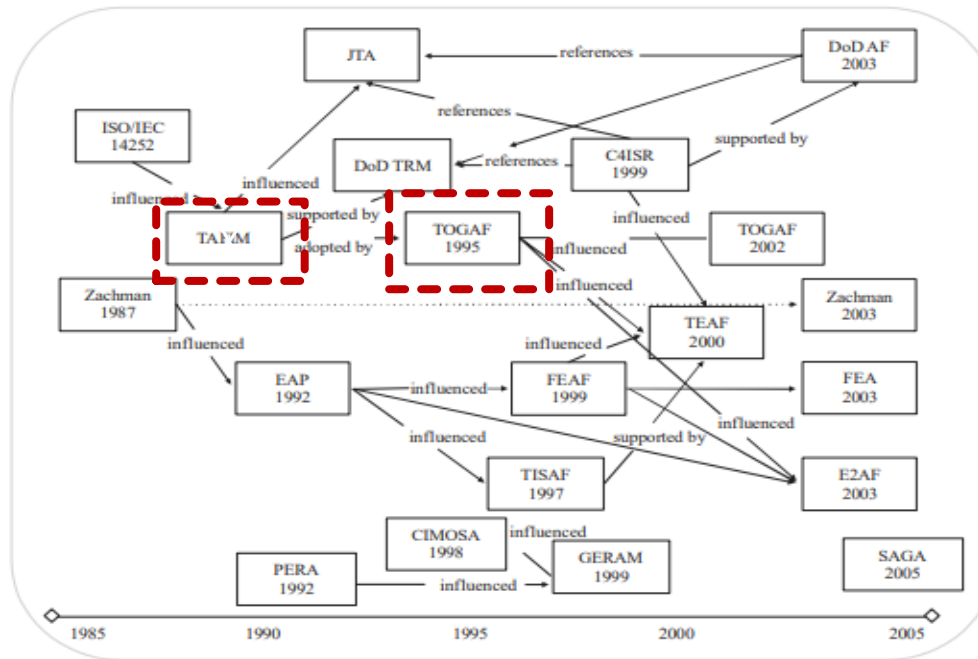 JTA
references
DoD AF
2003
ISO/IEC
14252
references
supported by
DoD TRM
references
C4ISR
1999
influenced
influenced
supported by
influenced
TOGAF
1995
adopted by
influenced
TOGAF
2002
influenced
Zachman
1987
Zachman
2003
TEAF
2000
influenced
influenced
EAP
1992
influenced
FEAF
1999
FEA
2003
influenced
influenced
supported by
TISAF
1997
E2AF
2003
CIMOSA
1998
influenced
GERAM
1999
SAGA
2005
PERA
1992
influenced
1985
1990
1995
2000
2005